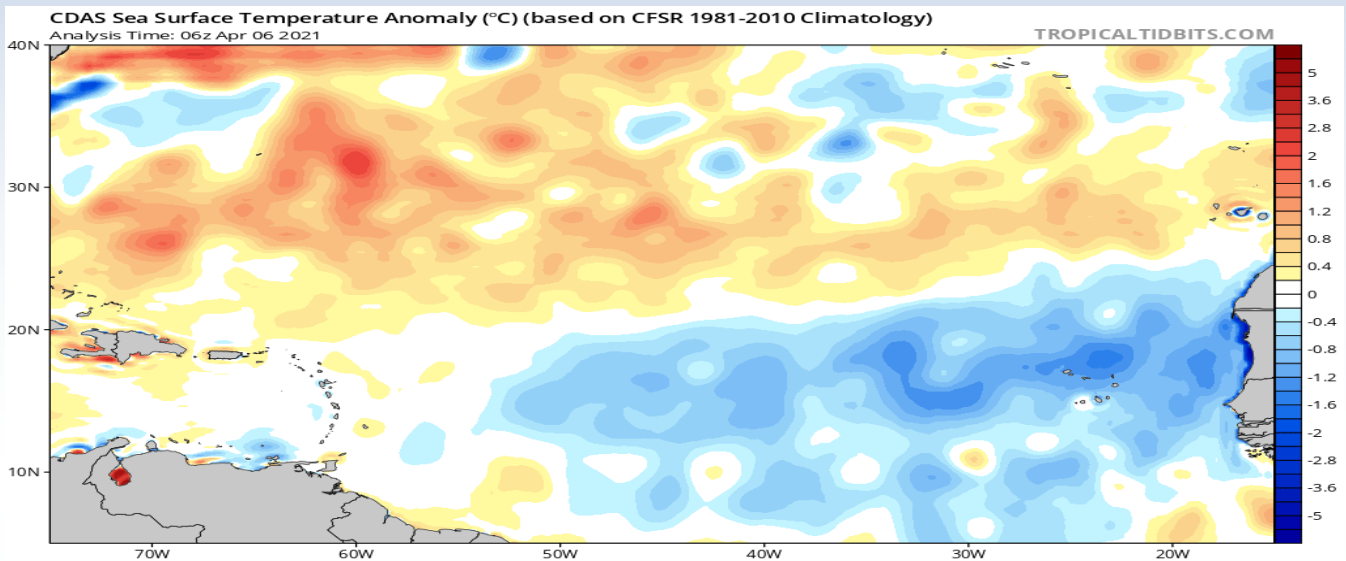 CDAS Sea Surface Temperature Anomaly (°C) (based on CFSR 1981-2010 Climatology)
Analysis Time: 06z Apr 06 2021
TROPICALTIDBITS.COM
40N
30N
20N
10N
70W
60W
50W
40W
30W
20W
5
3.6
2.8
2
1.6
1.2
0.8
0.4
0
-0.4
-0.8
-1.2
-1.6
-2
-2.8
-3.6
-5